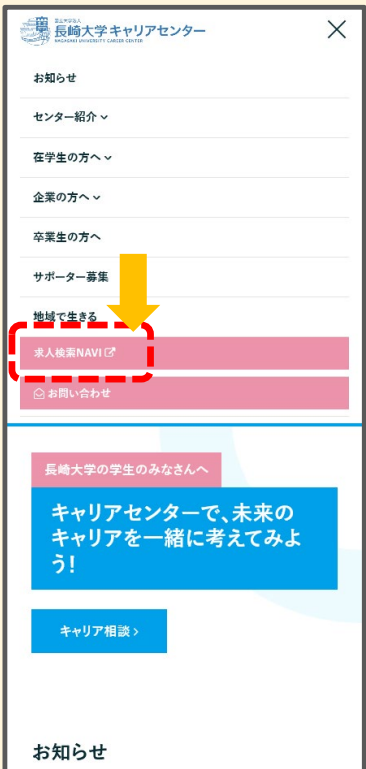 国立大学法人
長崎大学キャリアセンター
NAGASAKI UNIVERSITY CAREER CENTER
お知らせ
センター紹介
在学生の方へ
企業の方へ
卒業生の方へ
サポーター募集
地域で生きる
求人検索NAVI
お問い合わせ
長崎大学の学生のみなさんへ
キャリアセンターで、未来の
キャリアを一緒に考えてみよ
う!
キャリア相談 ›
お知らせ